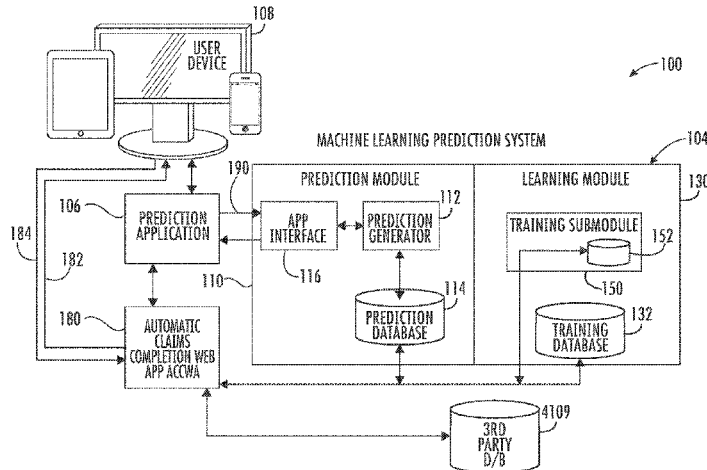 108
USER
DEVICE
100
MACHINE LEARNING PREDICTION SYSTEM
104
190
PREDICTION MODULE
LEARNING MODULE
130
106
PREDICTION
APPLICATION
APP
INTERFACE
112
PREDICTION
GENERATOR
TRAINING SUBMODULE
152
184
182
110
116
150
180
114
132
AUTOMATIC
CLAIMS
COMPLETION WEB
APP ACCWA
PREDICTION
DATABASE
TRAINING
DATABASE
4109
3RD
PARTY
D/B